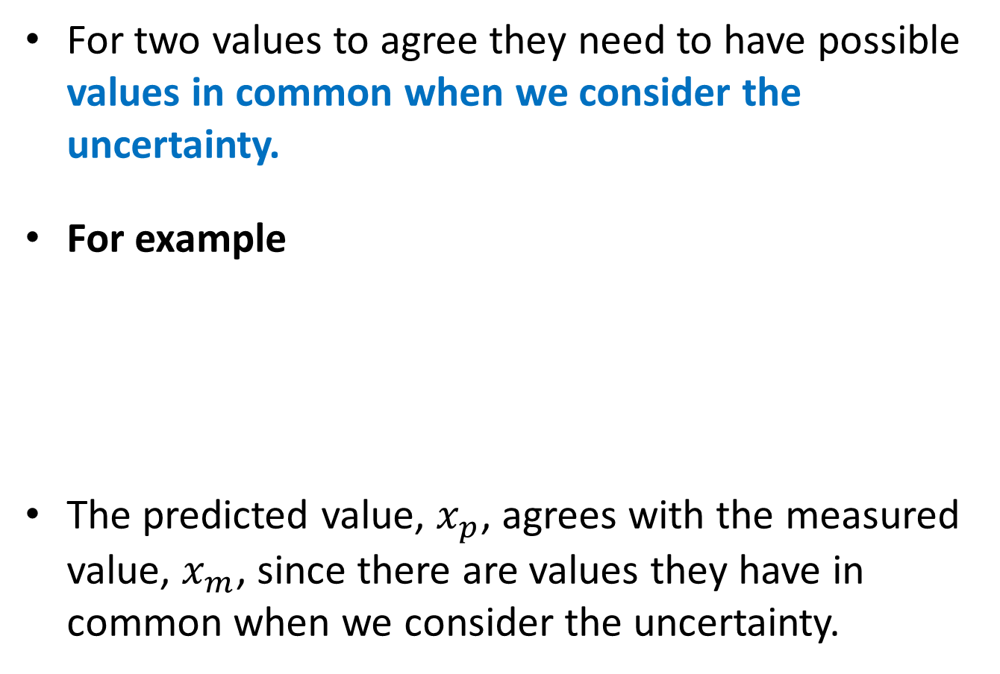 • For two values to agree they need to have possible
values in common when we consider the
uncertainty.
• For example
• The predicted value, 𝑥𝑝, agrees with the measured
value, 𝑥𝑚, since there are values they have in
common when we consider the uncertainty.